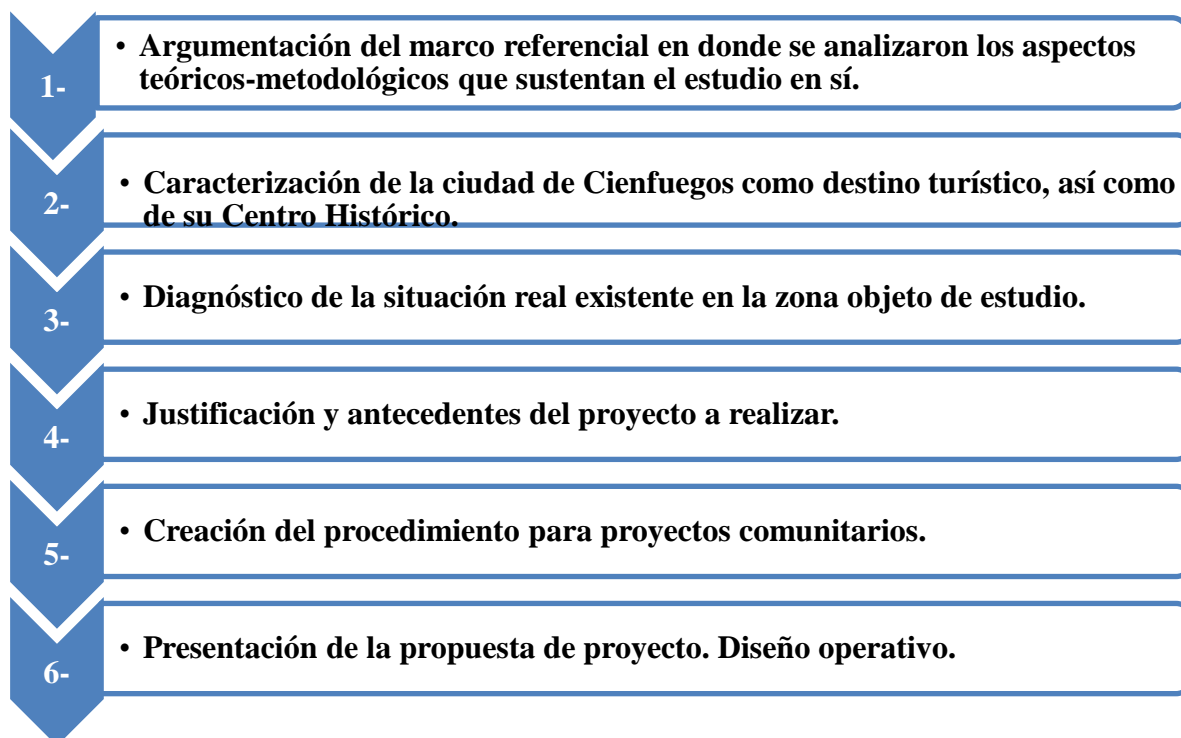 1-
• Argumentación del marco referencial en donde se analizaron los aspectos
teóricos-metodológicos que sustentan el estudio en sí.
2-
• Caracterización de la ciudad de Cienfuegos como destino turístico, así como
de su Centro Histórico.
3-
• Diagnóstico de la situación real existente en la zona objeto de estudio.
4-
• Justificación y antecedentes del proyecto a realizar.
5-
• Creación del procedimiento para proyectos comunitarios.
6-
• Presentación de la propuesta de proyecto. Diseño operativo.